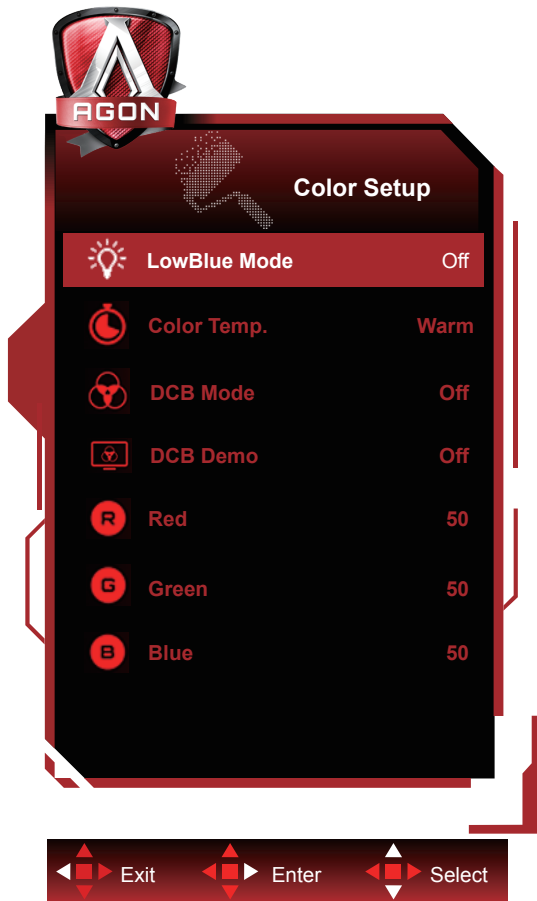 AGON
Color Setup
LowBlue Mode Off
Color Temp. Warm
DCB Mode Off
DCB Demo Off
R Red 50
G Green 50
B Blue 50
Exit Enter Select